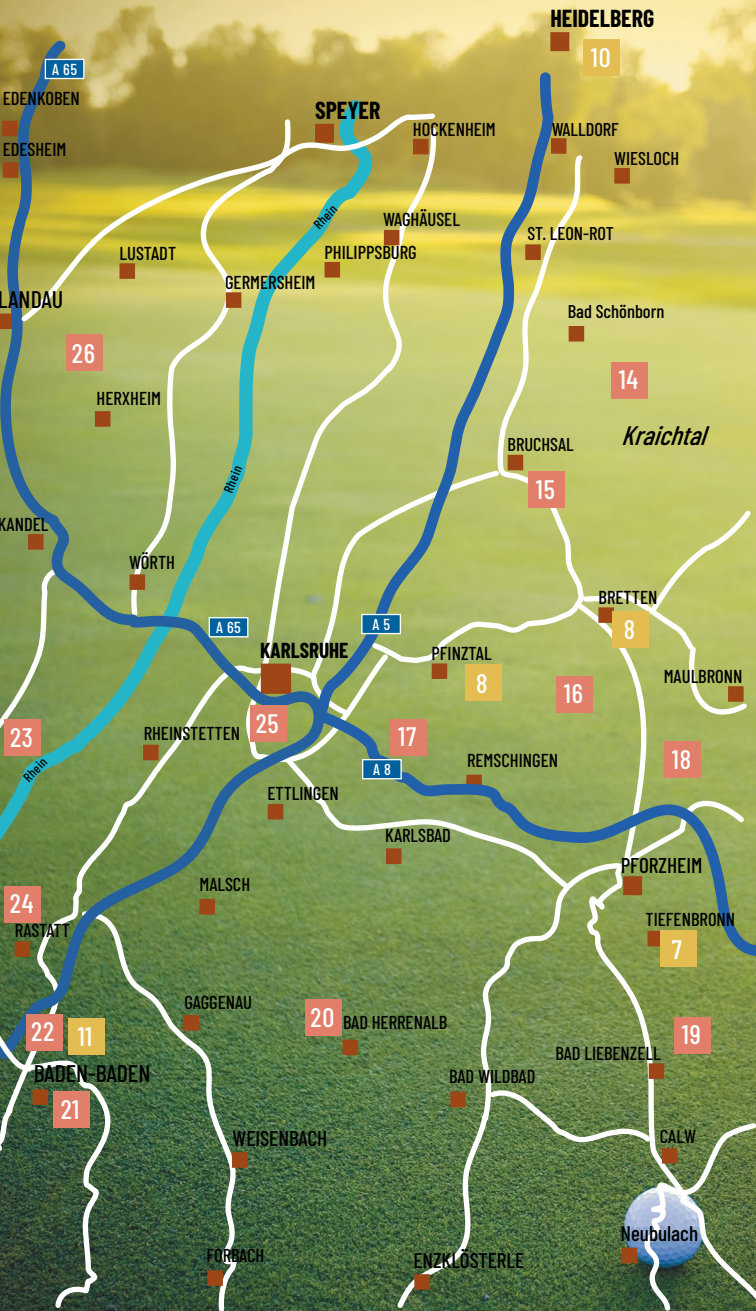 HEIDELBERG
10
A 65
EDENKOBEN
SPEYER
HOCKENHEIM
WALLDORF
EDESHEIM
WIESLOCH
Rhein
WAGHÄUSEL
ST. LEON-ROT
LUSTADT
PHILIPPSBURG
GERMERSHEIM
LANDAU
Bad Schönborn
26
14
HERXHEIM
Kraichtal
BRUCHSAL
Rhein
15
KANDEL
WÖRTH
BRETTEN
A 65
A 5
8
KARLSRUHE
PFINZTAL
MAULBRONN
8
16
25
23
RHEINSTETTEN
17
18
Rhein
A 8
REMSCHINGEN
ETTLINGEN
KARLSBAD
PFORZHEIM
MALSCH
24
TIEFENBRONN
RASTATT
7
GAGGENAU
20
BAD HERRENALB
22
11
19
BAD LIEBENZELL
BADEN-BADEN
BAD WILDBAD
21
WEISENBACH
CALW
Neubulach
FORBACH
ENZKLÖSTERLE